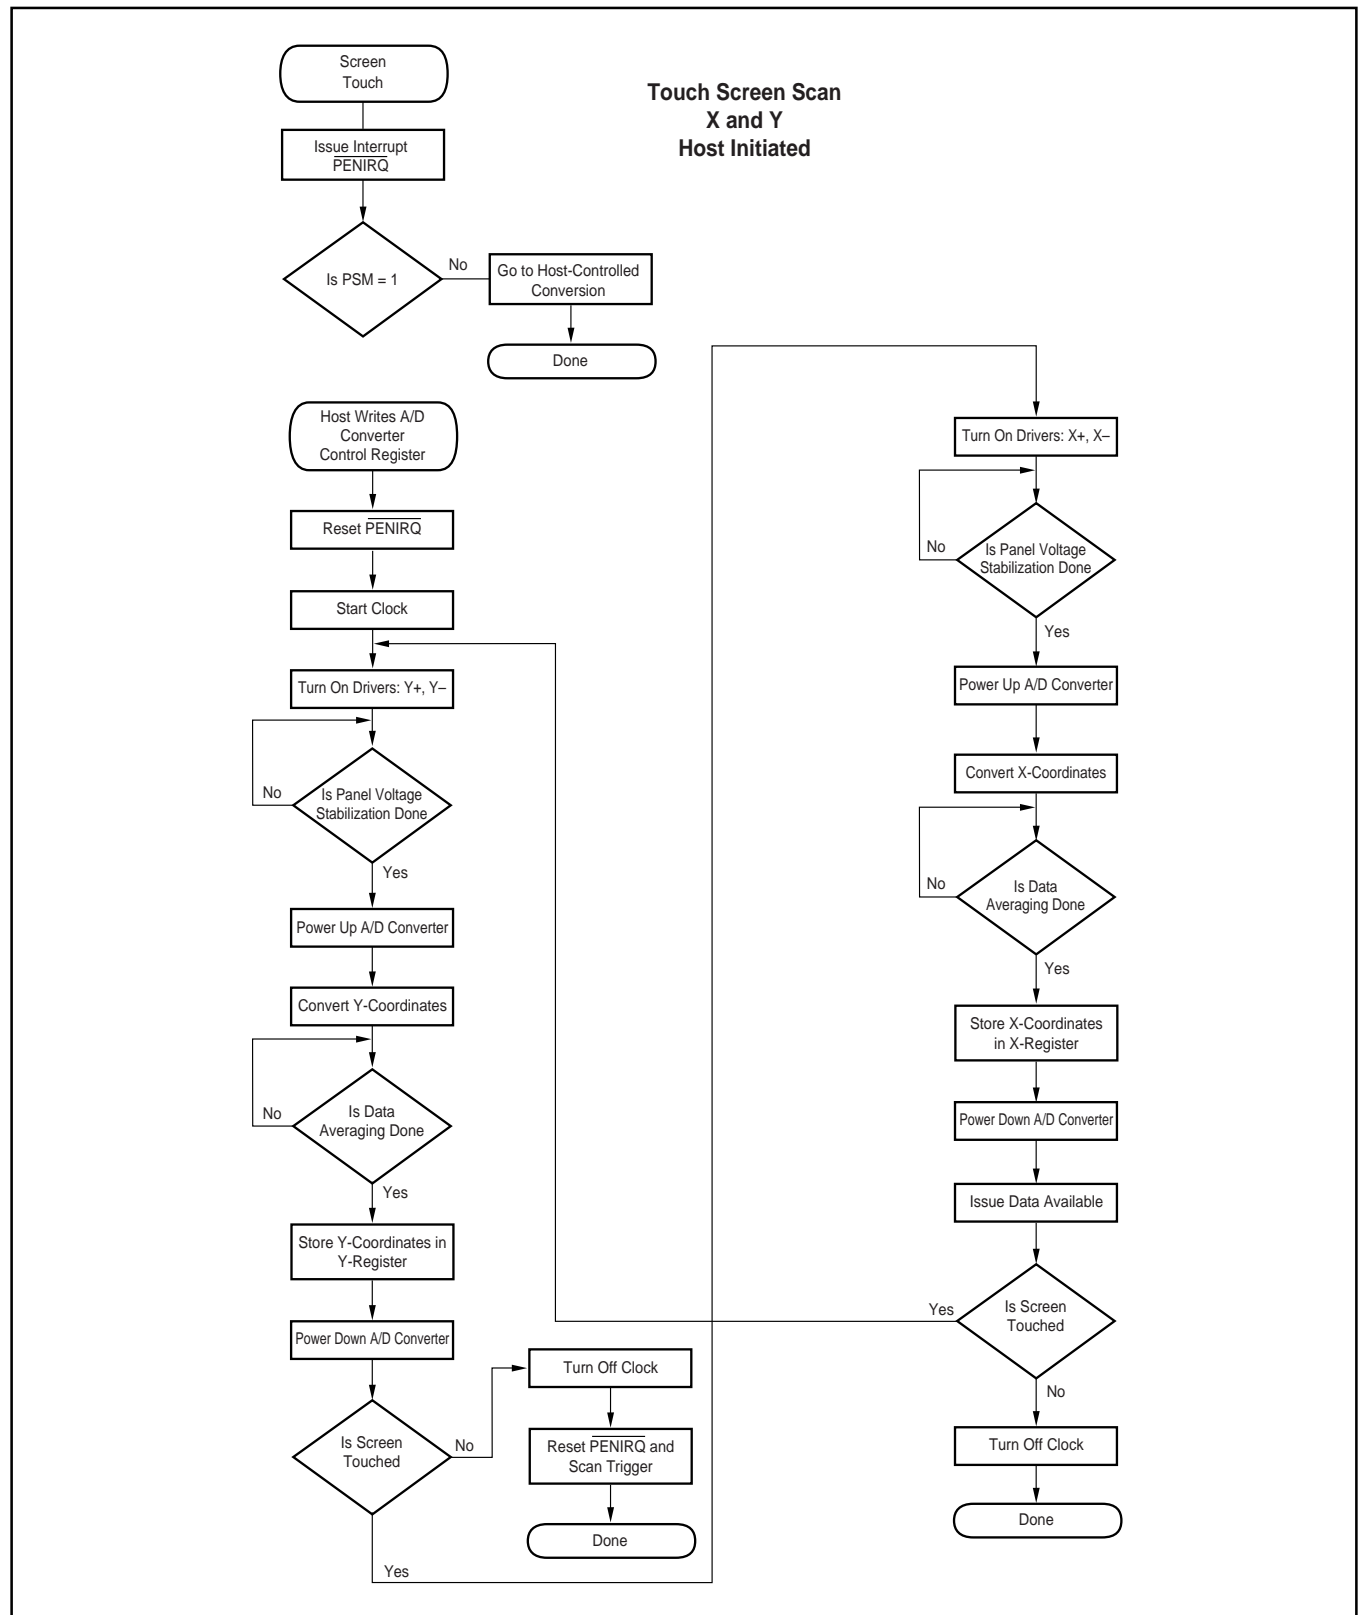 Touch Screen Scan
X and Y
Host Initiated
Screen
Touch
Issue Interrupt
PENIRQ
Is PSM = 1
No
Go to Host-Controlled
Conversion
Done
Host Writes A/D
Converter
Control Register
Reset PENIRQ
Start Clock
Turn On Drivers: Y+, Y–
Is Panel Voltage
Stabilization Done
No
Yes
Power Up A/D Converter
Convert Y-Coordinates
Is Data
Averaging Done
No
Yes
Store Y-Coordinates in
Y-Register
Power Down A/D Converter
Is Screen
Touched
No
Yes
Turn Off Clock
Reset PENIRQ and
Scan Trigger
Done
Turn On Drivers: X+, X–
Is Panel Voltage
Stabilization Done
No
Yes
Power Up A/D Converter
Convert X-Coordinates
Is Data
Averaging Done
No
Yes
Store X-Coordinates
in X-Register
Power Down A/D Converter
Issue Data Available
Is Screen
Touched
Yes
No
Turn Off Clock
Done